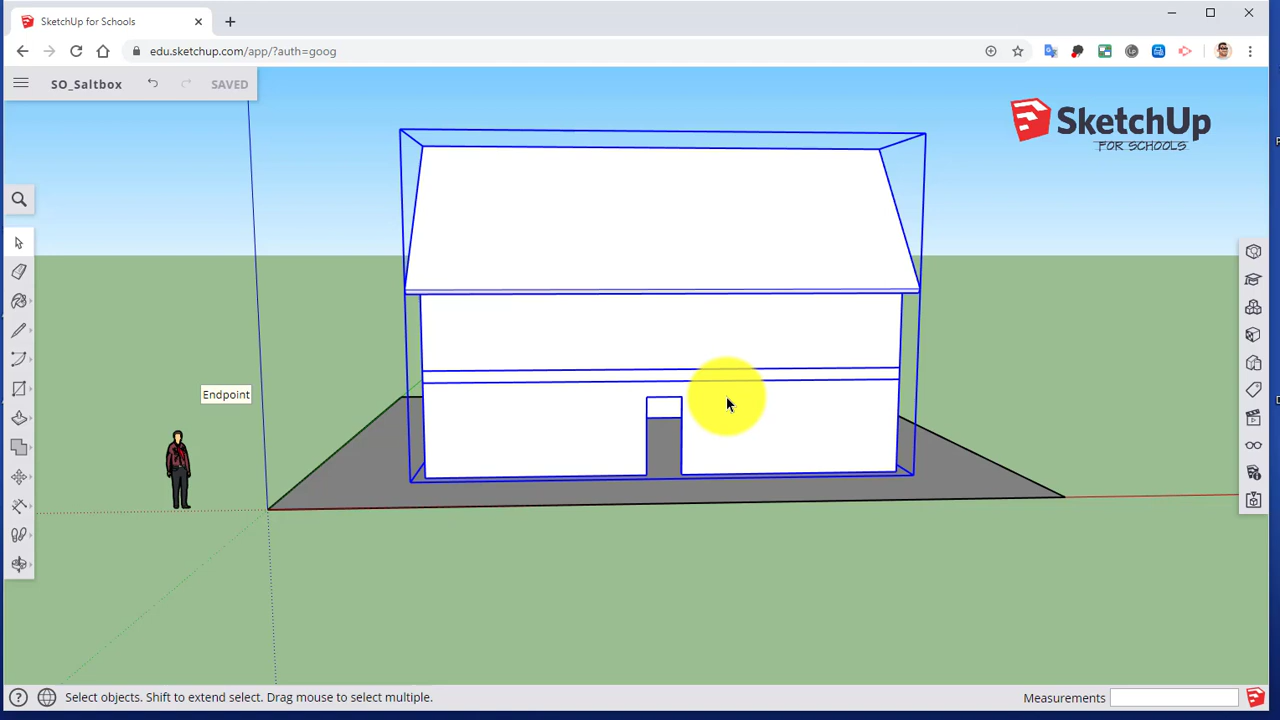 SketchUp for Schools
edu.sketchup.com/app/?auth=goog
SO_Saltbox
SAVED
SketchUp
FOR SCHOOLS
Endpoint
Select objects. Shift to extend select. Drag mouse to select multiple.
Measurements